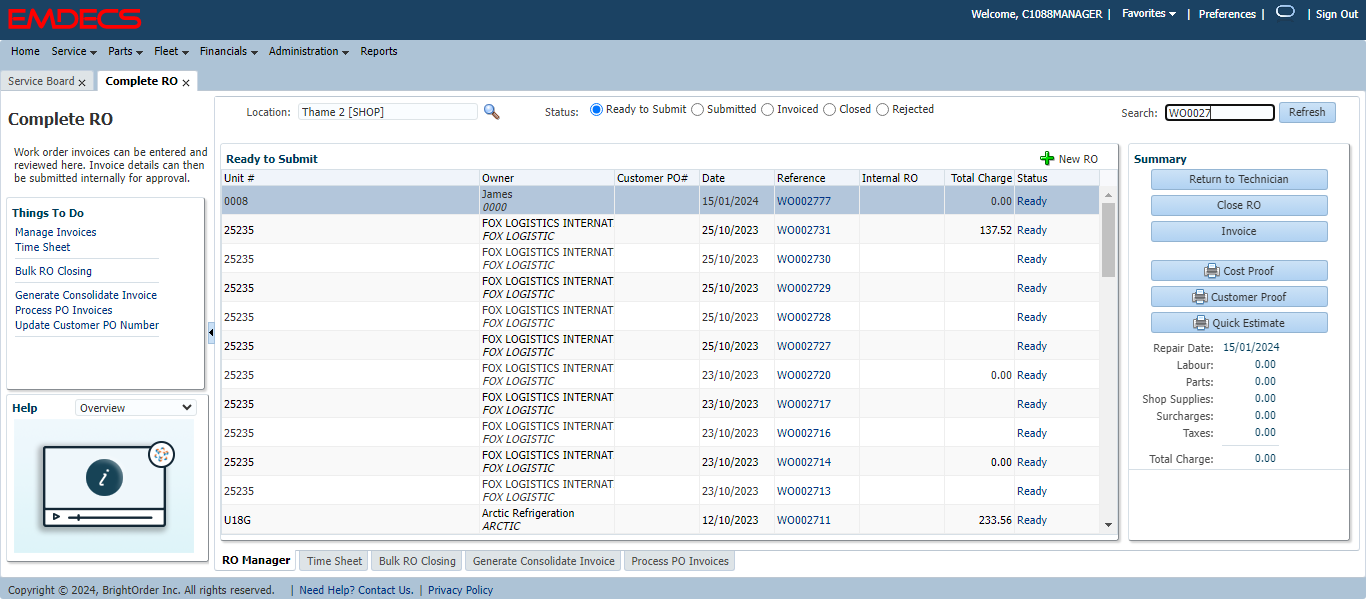 EMDECS
Welcome, C1088MANAGER | Favorites | Preferences | | Sign Out
Home Service Parts Fleet Financials Administration Reports
Service Board x Complete RO x
Complete RO
Work order invoices can be entered and
reviewed here. Invoice details can then
be submitted internally for approval.
Things To Do
Manage Invoices
Time Sheet
Bulk RO Closing
Generate Consolidate Invoice
Process PO Invoices
Update Customer PO Number
Help Overview
i
Location: Thame 2 [SHOP] Status: Ready to Submit Submitted Invoiced Closed Rejected Search: WO0027 Refresh
Ready to Submit New RO
Unit # Owner Customer PO# Date Reference Internal RO Total Charge Status
0008 James 15/01/2024 WO002777 0.00 Ready
0000
25235 FOX LOGISTICS INTERNAT 25/10/2023 WO002731 137.52 Ready
FOX LOGISTIC
25235 FOX LOGISTICS INTERNAT 25/10/2023 WO002730 Ready
FOX LOGISTIC
25235 FOX LOGISTICS INTERNAT 25/10/2023 WO002729 Ready
FOX LOGISTIC
25235 FOX LOGISTICS INTERNAT 25/10/2023 WO002728 Ready
FOX LOGISTIC
25235 FOX LOGISTICS INTERNAT 25/10/2023 WO002727 Ready
FOX LOGISTIC
25235 FOX LOGISTICS INTERNAT 23/10/2023 WO002720 0.00 Ready
FOX LOGISTIC
25235 FOX LOGISTICS INTERNAT 23/10/2023 WO002717 Ready
FOX LOGISTIC
25235 FOX LOGISTICS INTERNAT 23/10/2023 WO002716 Ready
FOX LOGISTIC
25235 FOX LOGISTICS INTERNAT 23/10/2023 WO002714 0.00 Ready
FOX LOGISTIC
25235 FOX LOGISTICS INTERNAT 23/10/2023 WO002713 Ready
FOX LOGISTIC
U18G Arctic Refrigeration 12/10/2023 WO002711 233.56 Ready
ARCTIC
Summary
Return to Technician
Close RO
Invoice
Cost Proof
Customer Proof
Quick Estimate
Repair Date: 15/01/2024
Labour: 0.00
Parts: 0.00
Shop Supplies: 0.00
Surcharges: 0.00
Taxes: 0.00
Total Charge: 0.00
RO Manager Time Sheet Bulk RO Closing Generate Consolidate Invoice Process PO Invoices
Copyright © 2024, BrightOrder Inc. All rights reserved. | Need Help? Contact Us. | Privacy Policy